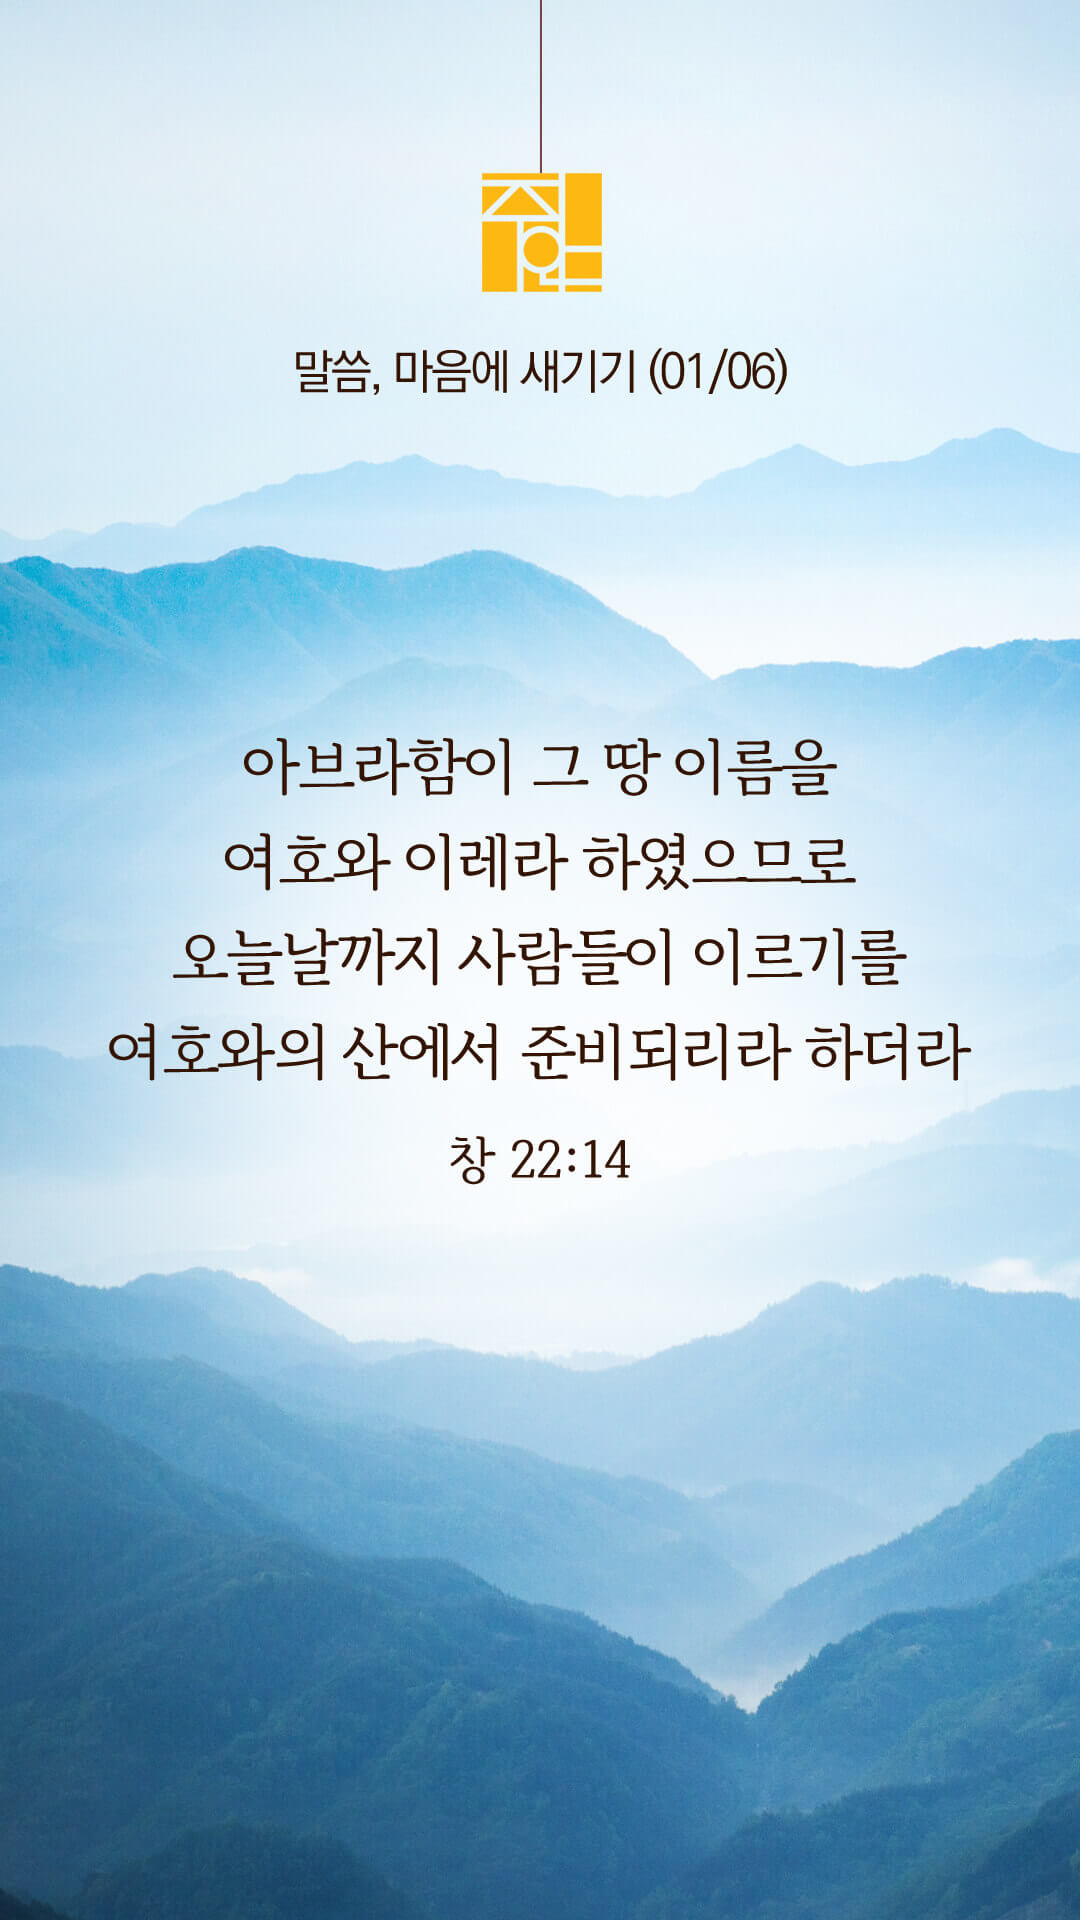 주인
말씀, 마음에 새기기 (01/06)
아브라함이 그 땅 이름을
여호와 이레라 하였으므로
오늘날까지 사람들이 이르기를
여호와의 산에서 준비되리라 하더라
창 22:14